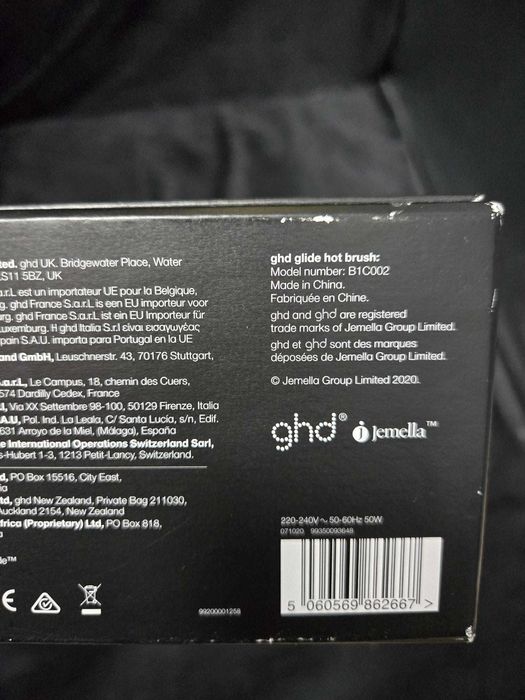 ted. ghd UK. Bridgewater Place, Water
LS11 5BZ, UK
a.r.L est un importateur UE pour la Belgique,
g. ghd France S.a.r.L is een EU importeur voor
urg. ghd France S.a.r.L ist ein EU Importeur für
uxemburg. Η ghd Italia S.r.l είναι εισαγωγέας
pain S.A.U. importa para Portugal en la UE
and GmbH, Leuschnerstr. 43, 70176 Stuttgart,
S.a.r.L, Le Campus, 18, chemin des Cuers,
574 Dardilly Cedex, France
l, Via XX Settembre 98-100, 50129 Firenze, Italia
A.U, Pol. Ind. La Leala, C/ Santa Lucía, s/n, Edif.
631 Arroyo de la Miel, (Málaga), España
e International Operations Switzerland Sarl,
s-Hubert 1-3, 1213 Petit-Lancy, Switzerland.
d, PO Box 15516, City East,
ia
td, ghd New Zealand, Private Bag 211030,
Auckland 2154, New Zealand
frica (Proprietary) Ltd, PO Box 818,
a
de™
CE
99200001258
ghd glide hot brush:
Model number: B1C002
Made in China.
Fabriquée en Chine.
ghd and ghd are registered
trade marks of Jemella Group Limited.
ghd et ghd sont des marques
déposées de Jemella Group Limited.
© Jemella Group Limited 2020.
ghd® j Jemella™
220-240V ~ 50-60Hz 50W
071020 99350093648
5 060569 862667 >